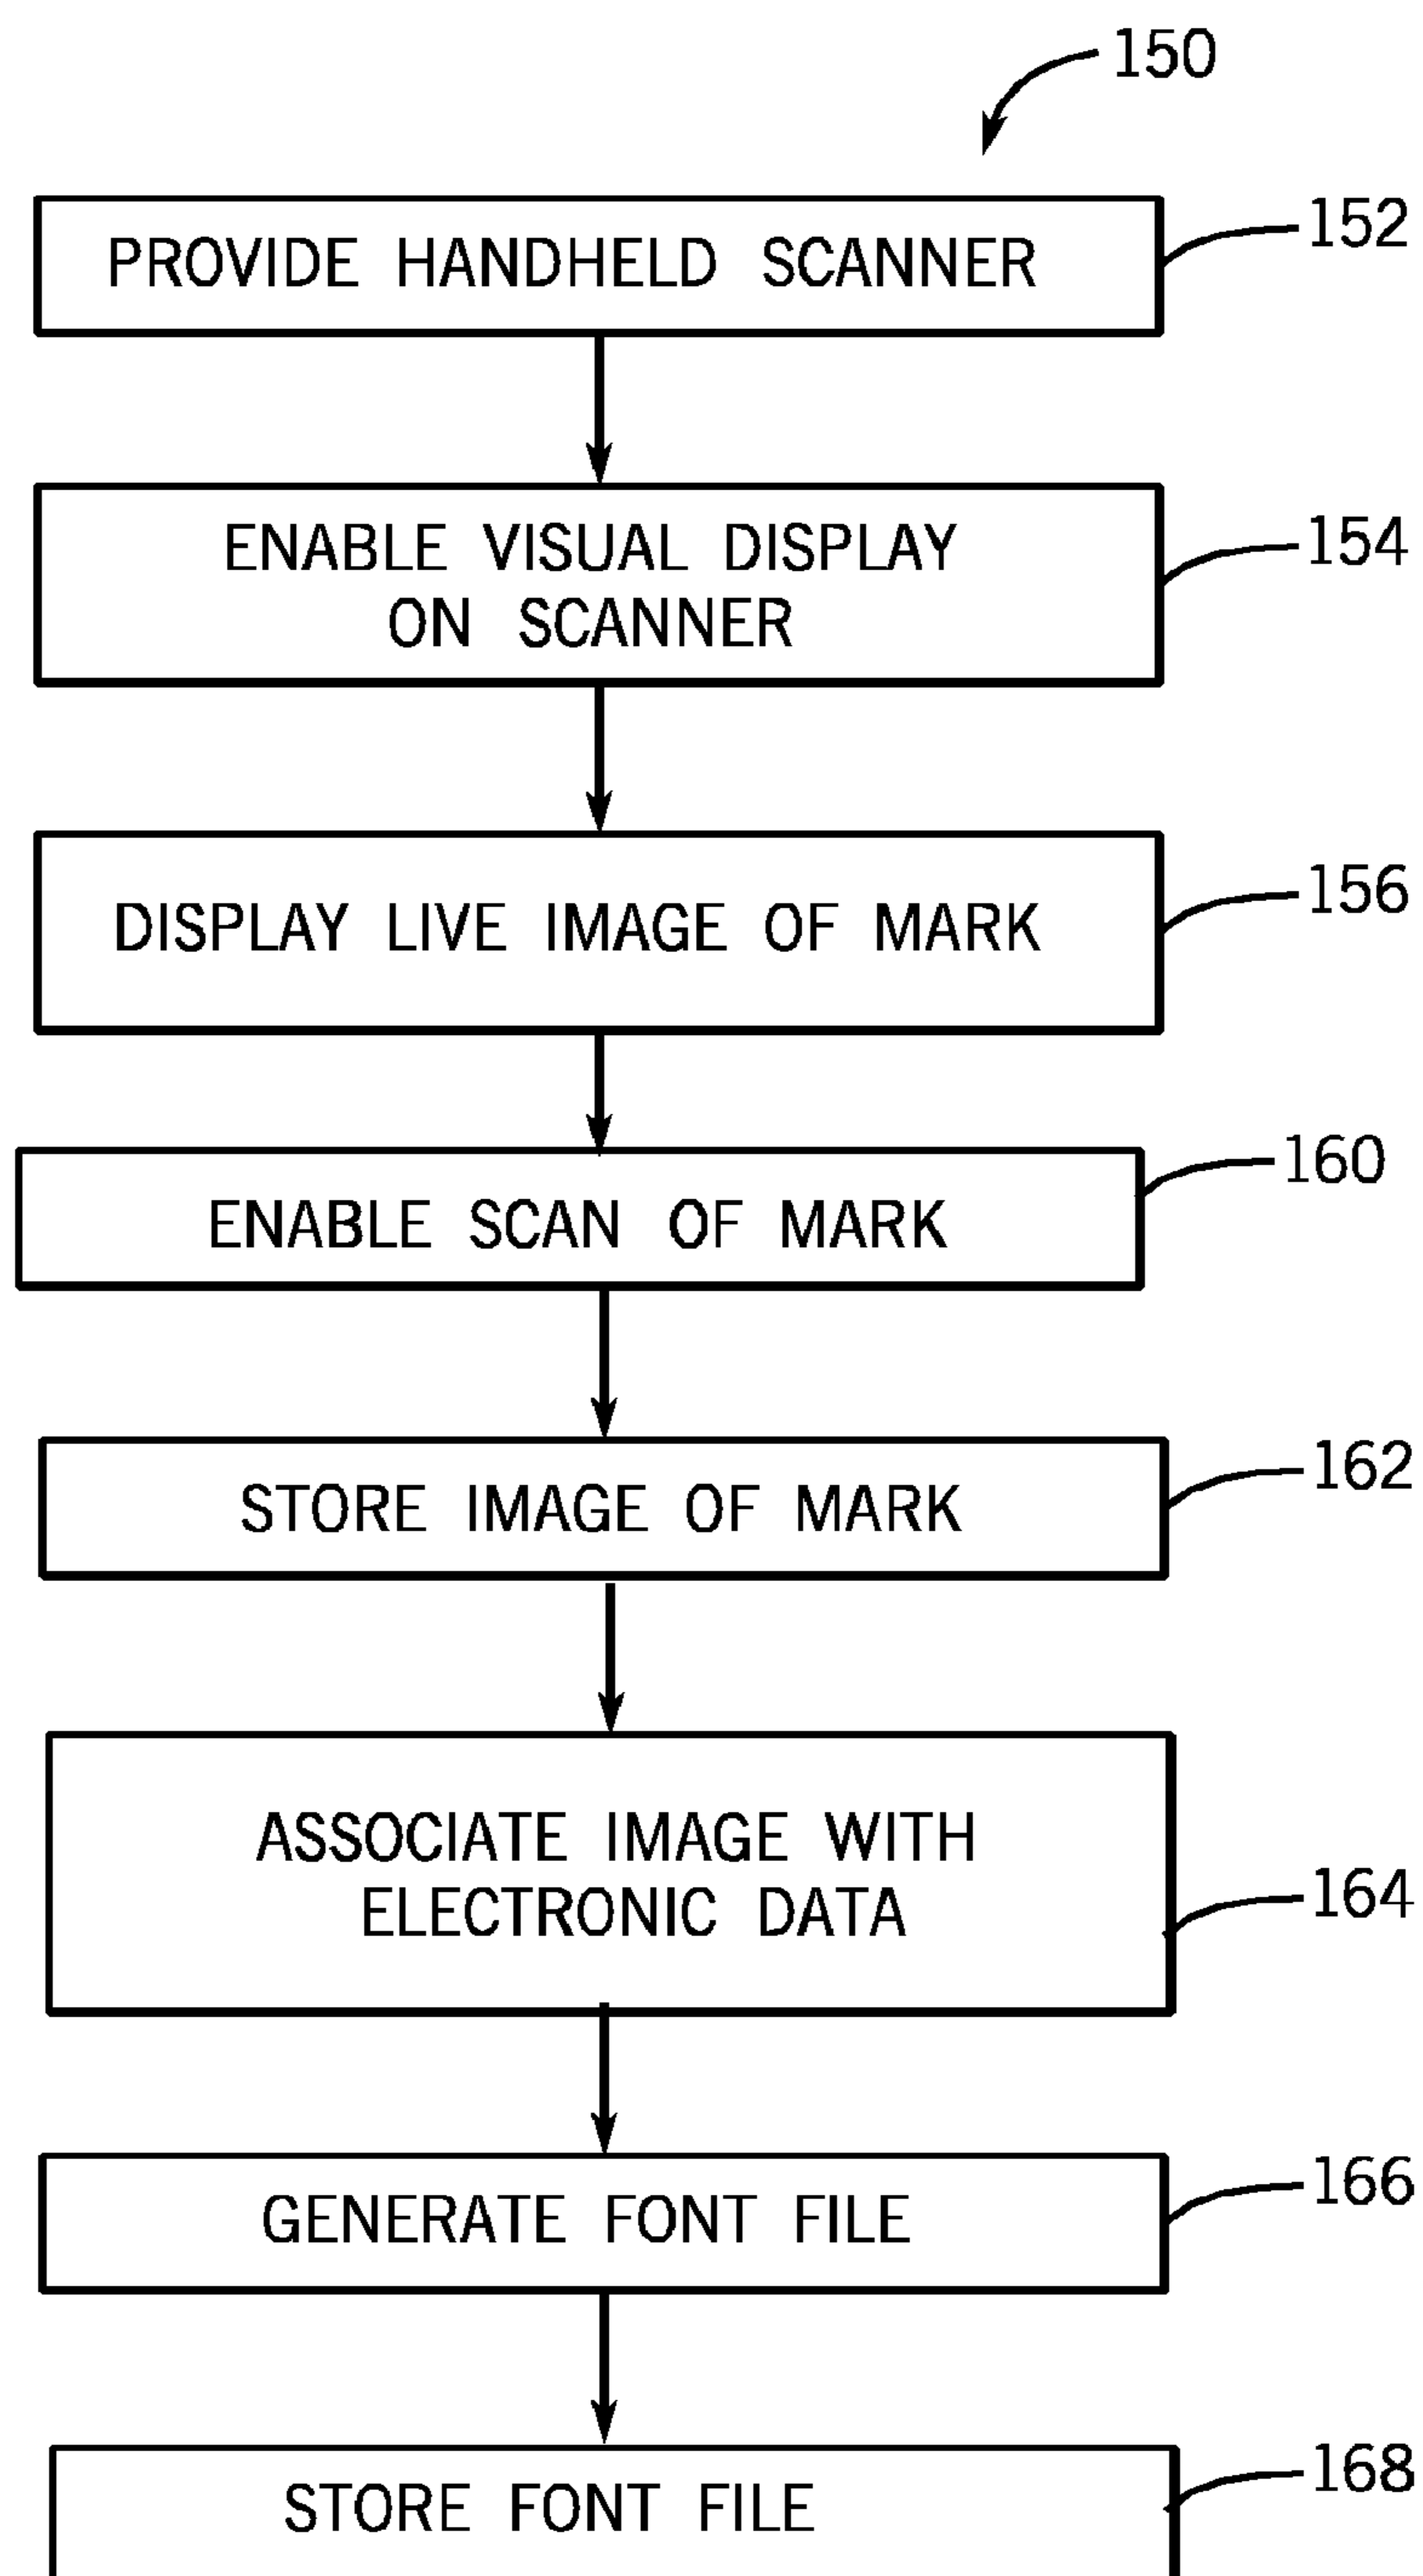 150
PROVIDE HANDHELD SCANNER
152
ENABLE VISUAL DISPLAY
ON SCANNER
154
DISPLAY LIVE IMAGE OF MARK
156
ENABLE SCAN OF MARK
160
STORE IMAGE OF MARK
162
ASSOCIATE IMAGE WITH
ELECTRONIC DATA
164
GENERATE FONT FILE
166
STORE FONT FILE
168